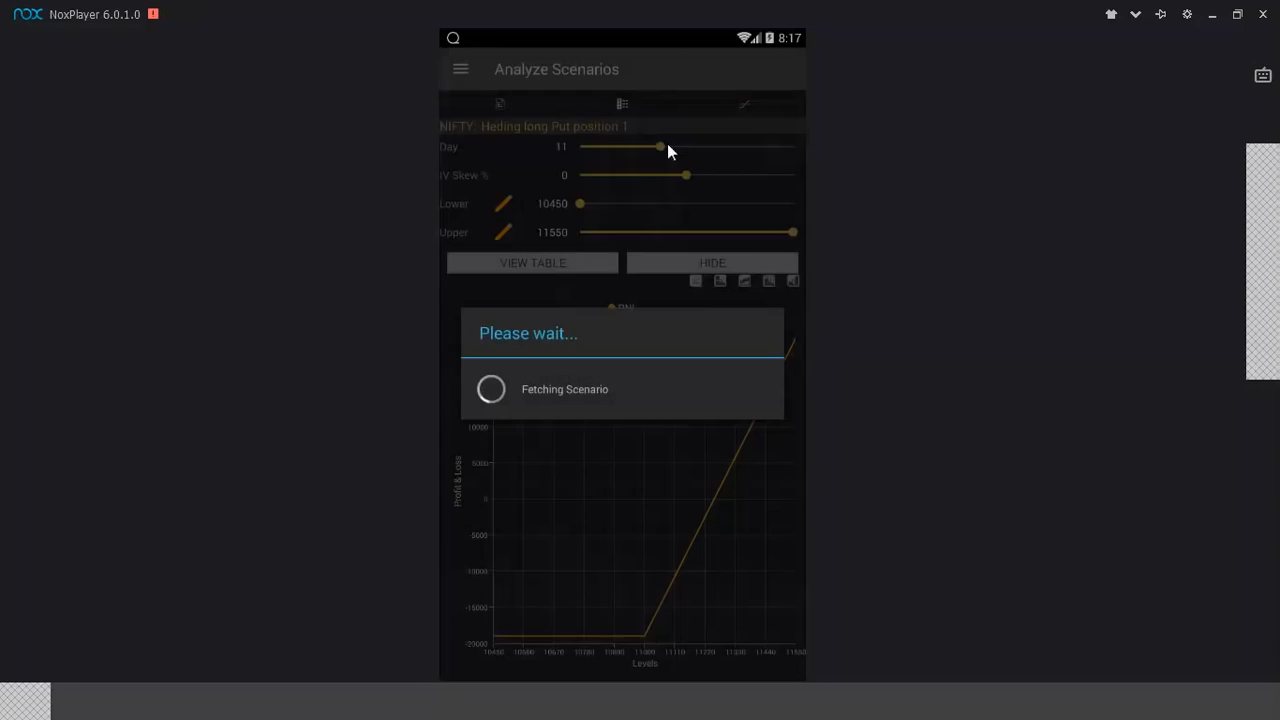 nox NoxPlayer 6.0.1.0
8:17
Analyze Scenarios
NIFTY: Heding long Put position 1
Day 11
IV Skew % 0
Lower 10450
Upper 11550
VIEW TABLE HIDE
PNL
Please wait...
Fetching Scenario
10000
5000
0
-5000
-10000
-15000
-20000
Profit & Loss
10450 10560 10670 10780 10890 11000 11110 11220 11330 11440 11550
Levels